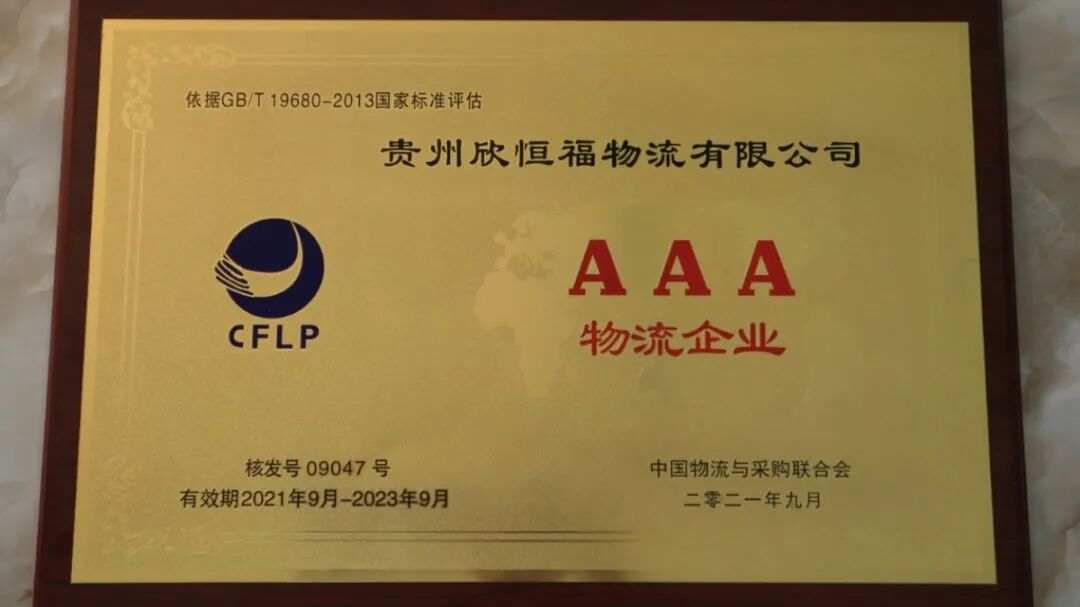 依据GB/T 19680-2013国家标准评估
贵州欣恒福物流有限公司
CFLP
AAA
物流企业
核发号 09047 号
有效期2021年9月-2023年9月
中国物流与采购联合会
二零二一年九月